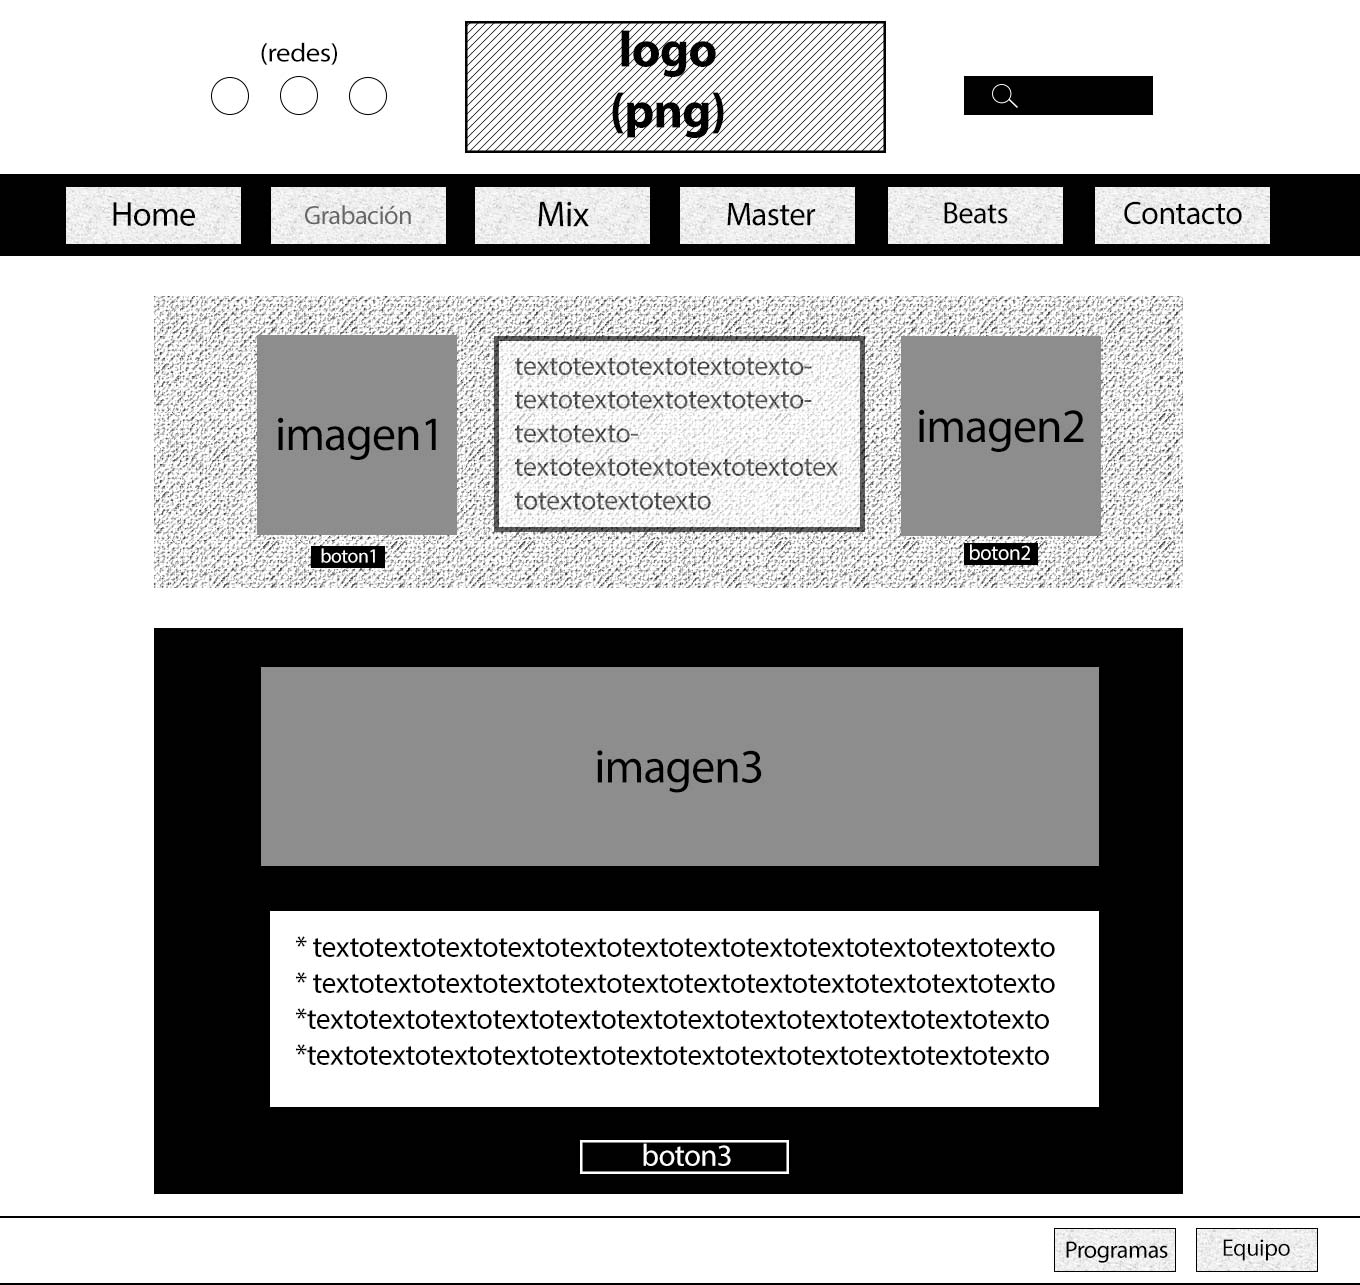 (redes)
logo
(png)
Home
Grabación
Mix
Master
Beats
Contacto
imagen1
textotextotextotextotexto-
textotextotextotextotexto-
textotexto-
textotextotextotextotextotex
totextotextotexto
imagen2
boton1
boton2
imagen3
* textotextotextotextotextotextotextotextotextotextotextotexto
* textotextotextotextotextotextotextotextotextotextotextotexto
*textotextotextotextotextotextotextotextotextotextotextotexto
*textotextotextotextotextotextotextotextotextotextotextotexto
boton3
Programas
Equipo